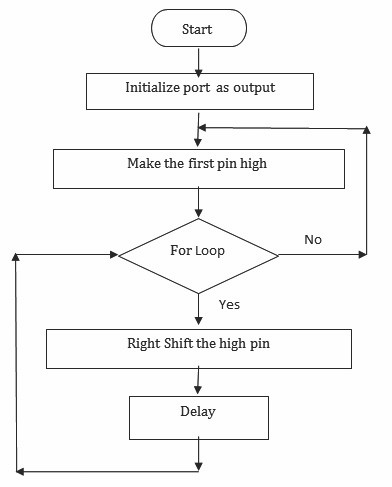 Start
Initialize port as output
Make the first pin high
For Loop
No
Yes
Right Shift the high pin
Delay